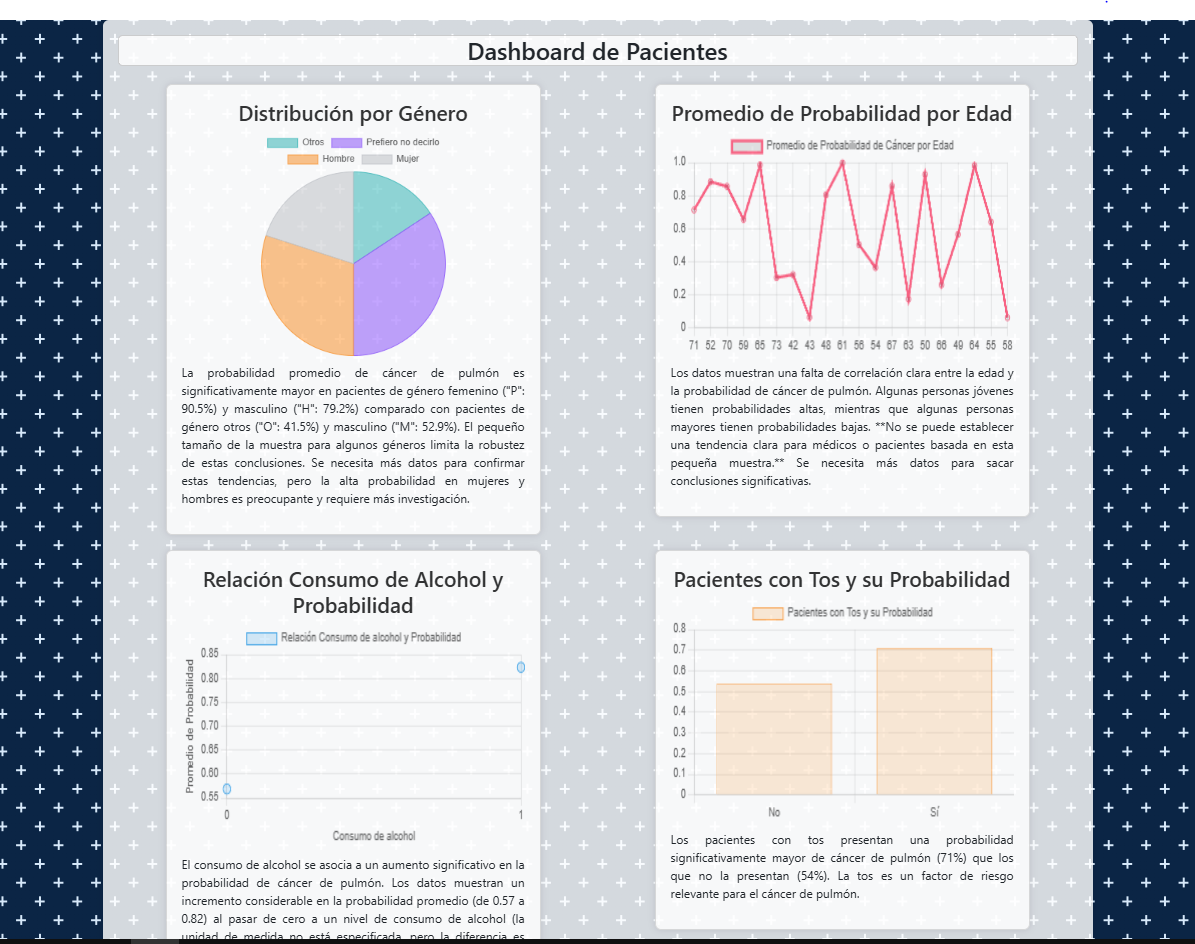 Dashboard de Pacientes
Distribución por Género
Otros
Prefiero no decirlo
Hombre
Mujer
La probabilidad promedio de cáncer de pulmón es
significativamente mayor en pacientes de género femenino ("P":
90.5%) y masculino ("H": 79.2%) comparado con pacientes de
género otros ("O": 41.5%) y masculino ("M": 52.9%). El pequeño
tamaño de la muestra para algunos géneros limita la robustez
de estas conclusiones. Se necesita más datos para confirmar
estas tendencias, pero la alta probabilidad en mujeres y
hombres es preocupante y requiere más investigación.
Promedio de Probabilidad por Edad
Promedio de Probabilidad de Cáncer por Edad
1.0
0.8
0.6
0.4
0.2
0
71 52 70 59 65 73 42 43 48 61 56 54 67 63 50 66 49 64 55 58
Los datos muestran una falta de correlación clara entre la edad y
la probabilidad de cáncer de pulmón. Algunas personas jóvenes
tienen probabilidades altas, mientras que algunas personas
mayores tienen probabilidades bajas. **No se puede establecer
una tendencia clara para médicos o pacientes basada en esta
pequeña muestra.** Se necesita más datos para sacar
conclusiones significativas.
Relación Consumo de Alcohol y
Probabilidad
Relación Consumo de alcohol y Probabilidad
Promedio de Probabilidad
0.85
0.80
0.75
0.70
0.65
0.60
0.55
0 1
Consumo de alcohol
El consumo de alcohol se asocia a un aumento significativo en la
probabilidad de cáncer de pulmón. Los datos muestran un
incremento considerable en la probabilidad promedio (de 0.57 a
0.82) al pasar de cero a un nivel de consumo de alcohol (la
unidad de medida no está especificada, pero la diferencia es
Pacientes con Tos y su Probabilidad
Pacientes con Tos y su Probabilidad
0.8
0.7
0.6
0.5
0.4
0.3
0.2
0.1
0
No Sí
Los pacientes con tos presentan una probabilidad
significativamente mayor de cáncer de pulmón (71%) que los
que no la presentan (54%). La tos es un factor de riesgo
relevante para el cáncer de pulmón.